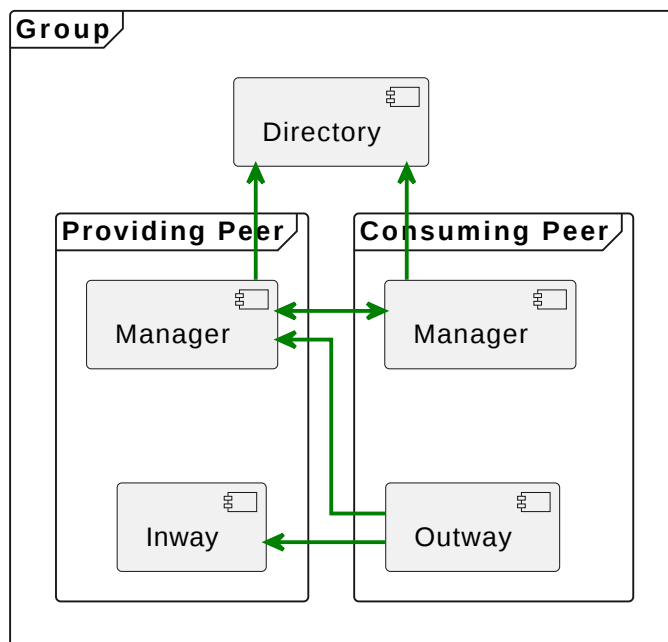 Group
Directory
Providing Peer
Consuming Peer
Manager
Manager
Inway
Outway